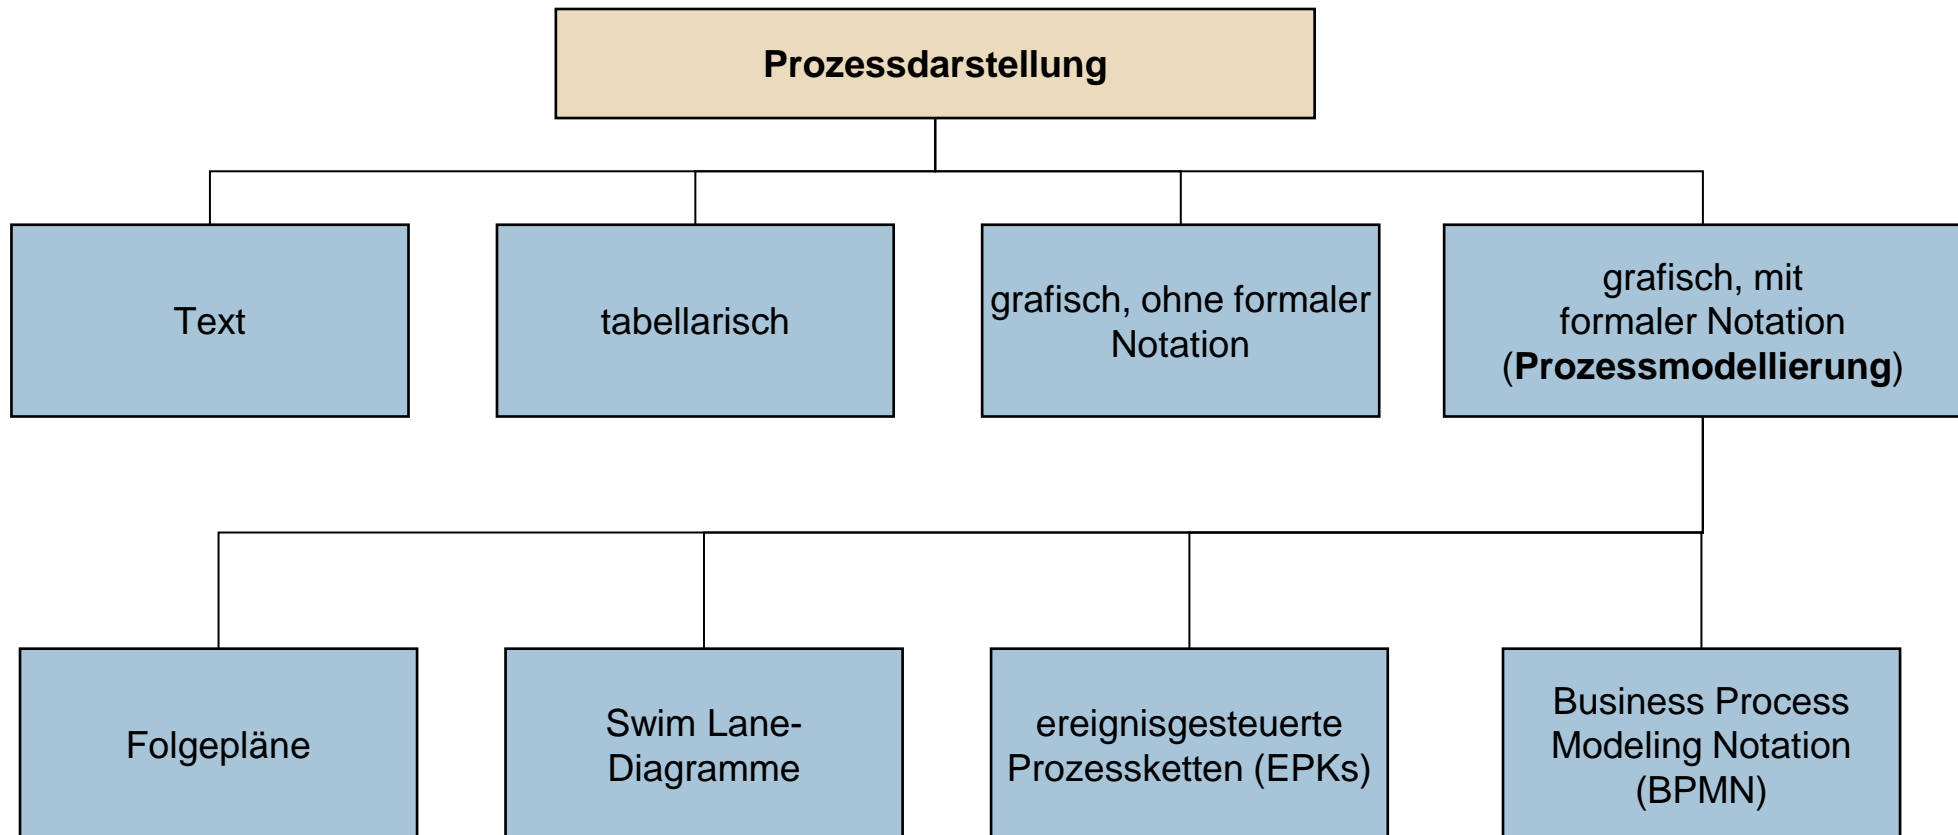 Prozessdarstellung
Text
tabellarisch
grafisch, ohne formaler
Notation
grafisch, mit
formaler Notation
(Prozessmodellierung)
Folgepläne
Swim Lane-
Diagramme
ereignisgesteuerte
Prozessketten (EPKs)
Business Process
Modeling Notation
(BPMN)